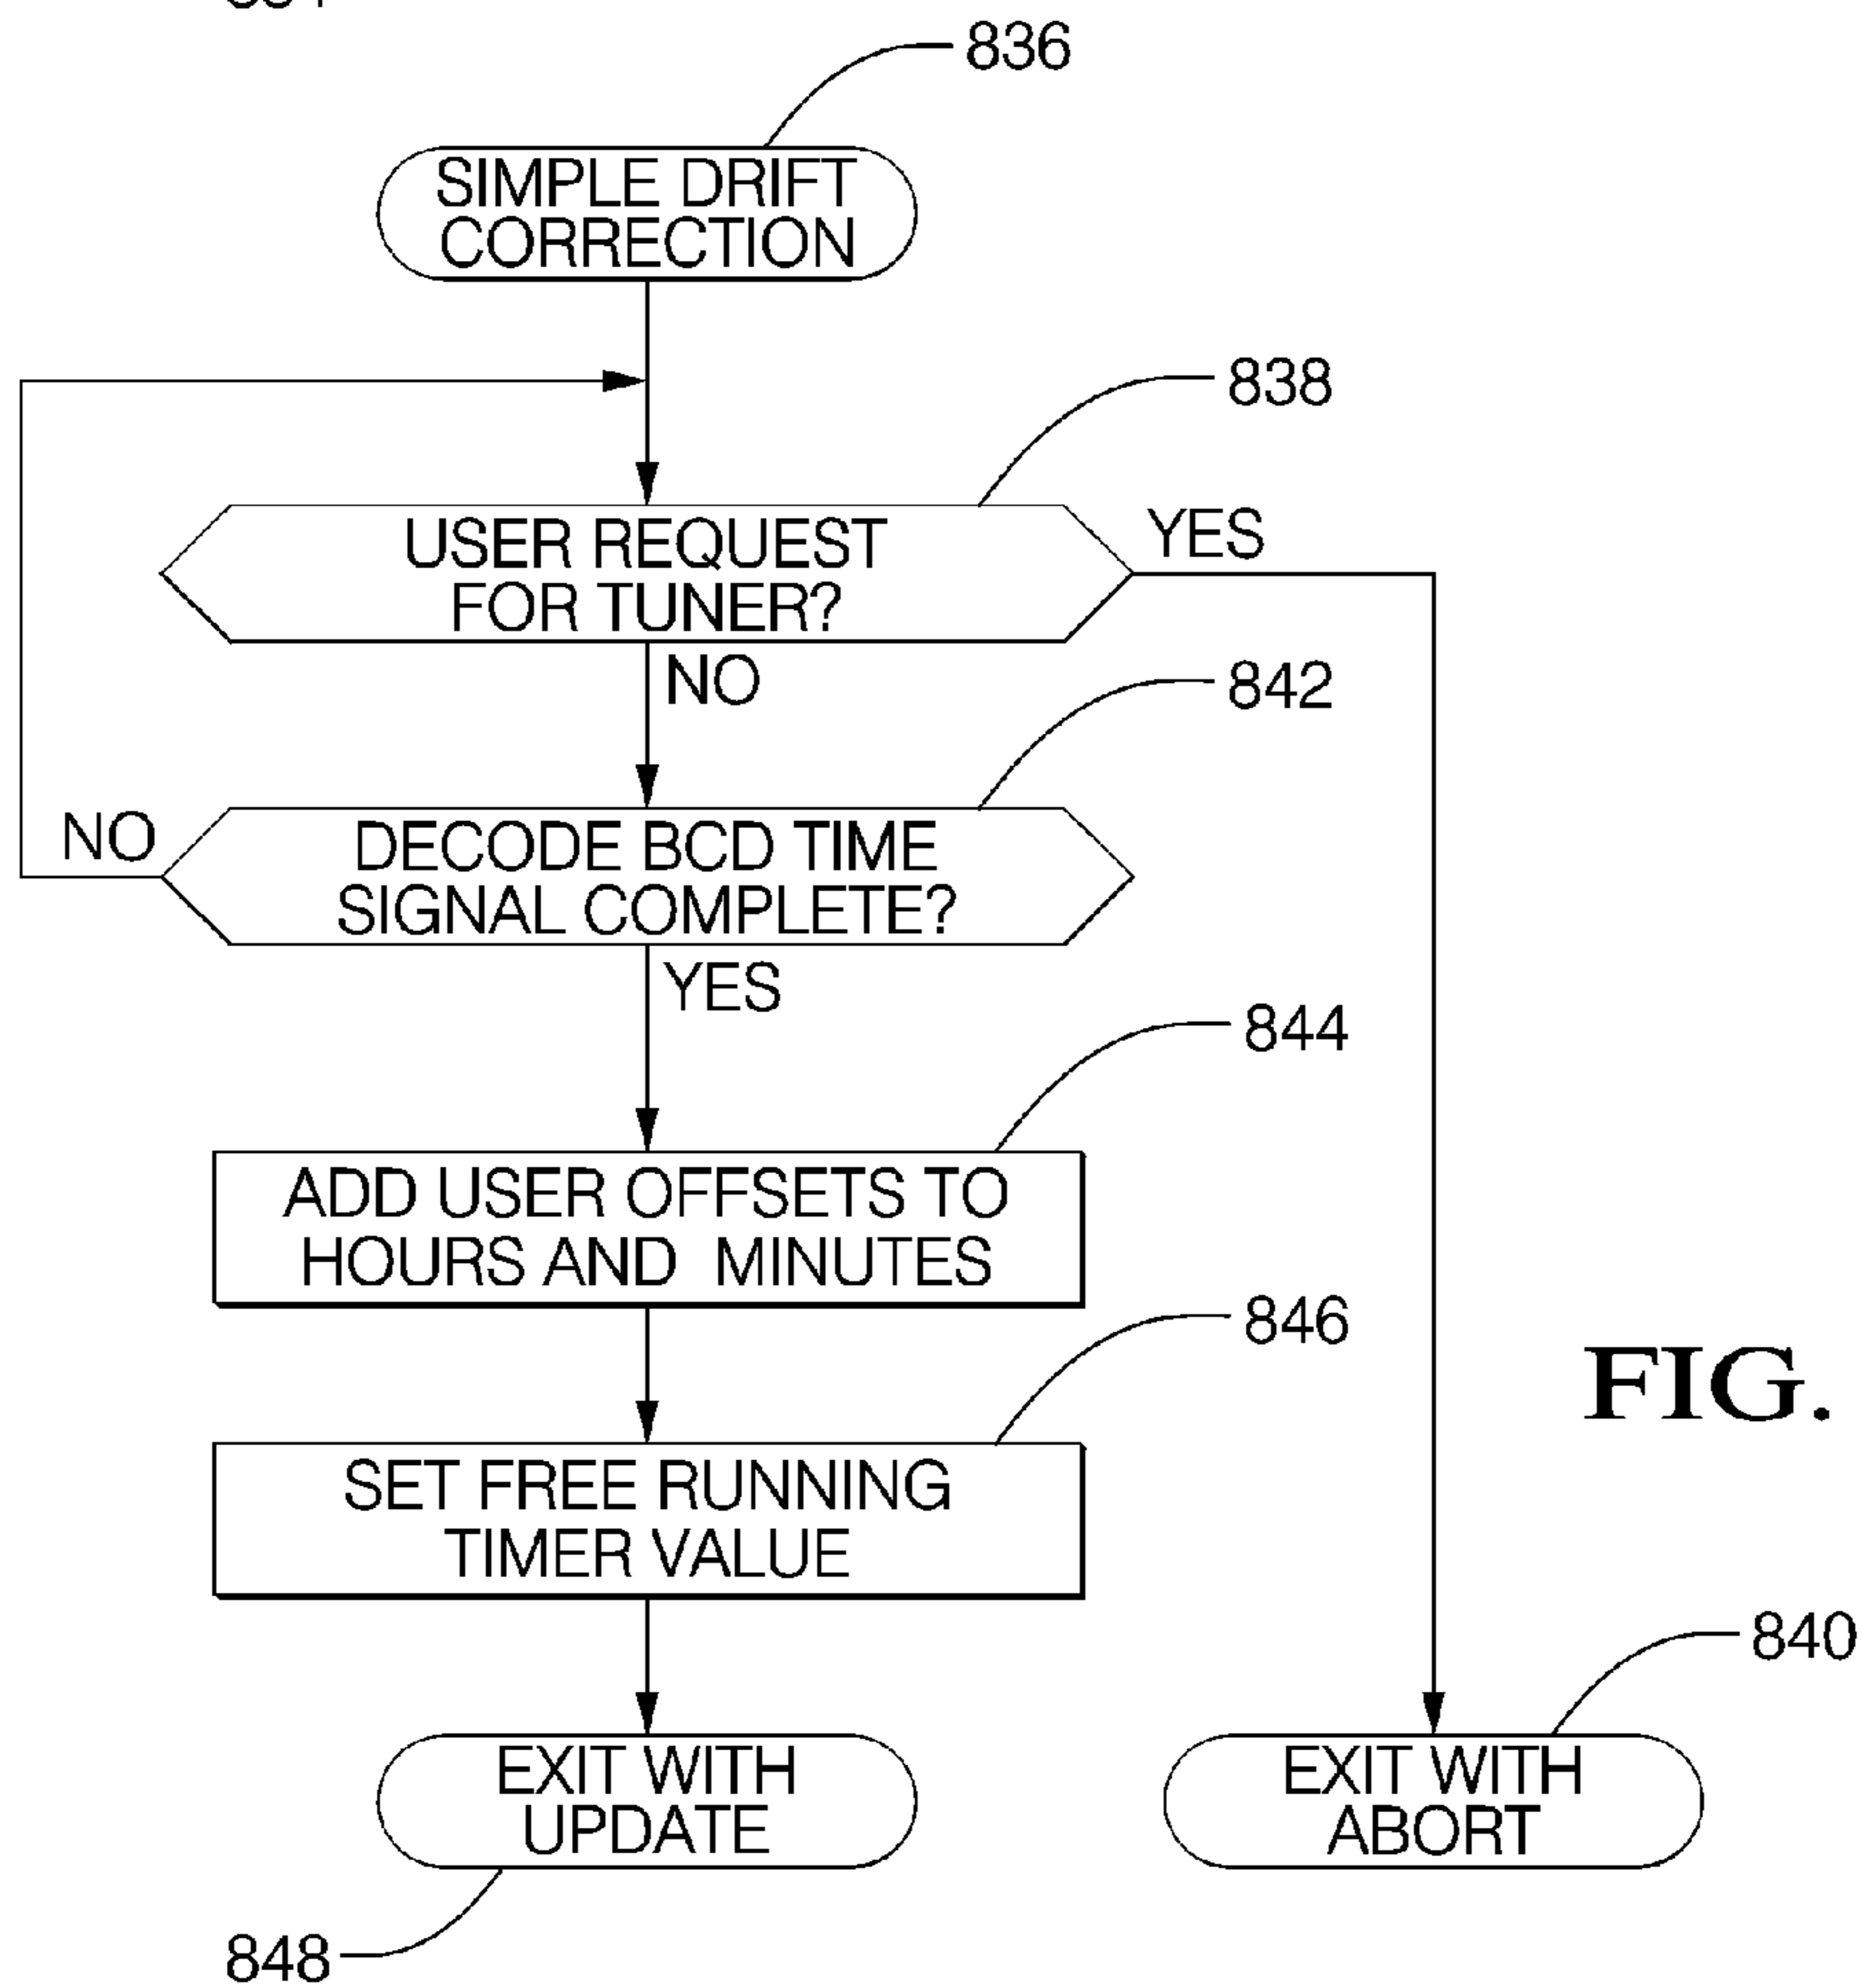 836
SIMPLE DRIFT
CORRECTION
838
USER REQUEST
FOR TUNER?
YES
NO
842
DECODE BCD TIME
SIGNAL COMPLETE?
NO
YES
844
ADD USER OFFSETS TO
HOURS AND MINUTES
846
SET FREE RUNNING
TIMER VALUE
FIG.
840
EXIT WITH
UPDATE
EXIT WITH
ABORT
848